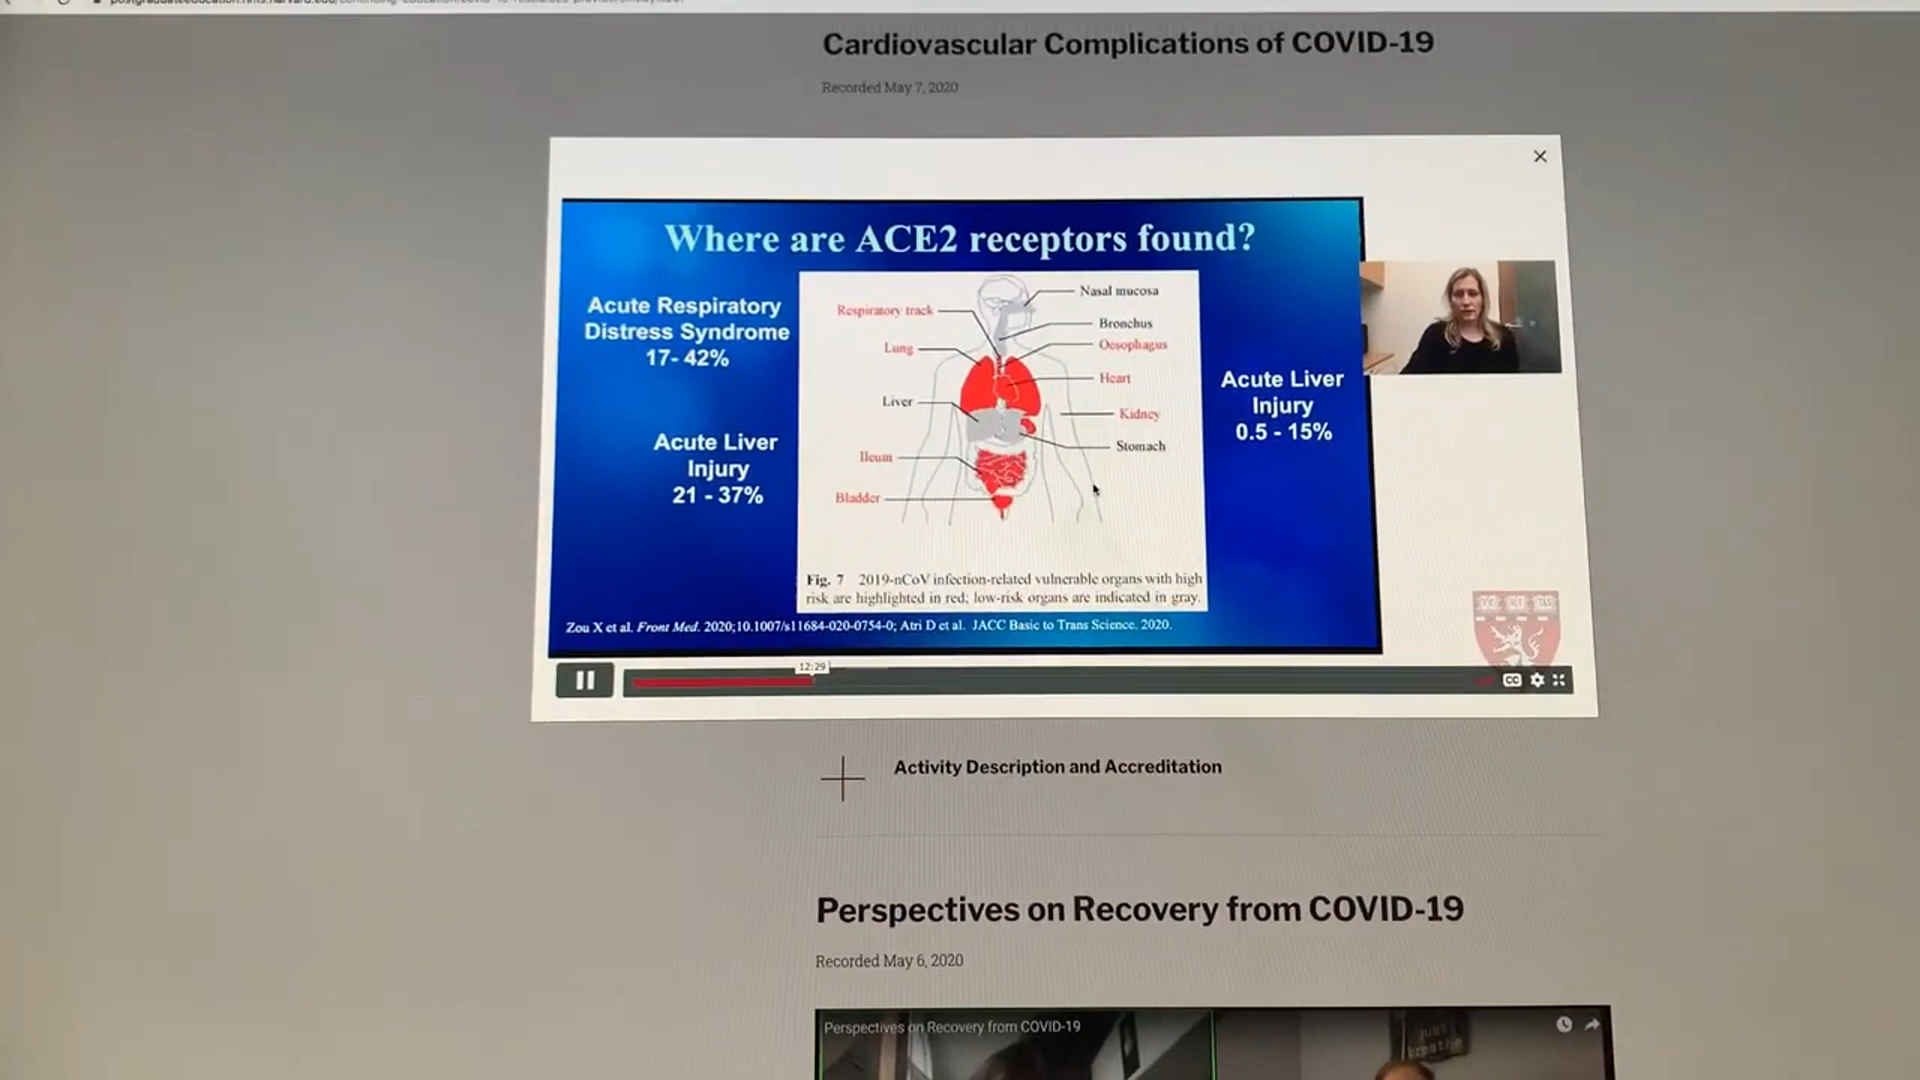 Cardiovascular Complications of COVID-19
Recorded May 7, 2020
Where are ACE2 receptors found?
Acute Respiratory
Distress Syndrome
17- 42%
Acute Liver
Injury
21 - 37%
Respiratory track
Lung
Liver
Ileum
Bladder
Nasal mucosa
Bronchus
Oesophagus
Heart
Kidney
Stomach
Acute Liver
Injury
0.5 - 15%
Fig. 7 2019-nCoV infection-related vulnerable organs with high
risk are highlighted in red; low-risk organs are indicated in gray.
Zou X et al. Front Med. 2020;10.1007/s11684-020-0754-0; Atri D et al. JACC Basic to Trans Science. 2020.
12:29
CC
Activity Description and Accreditation
Perspectives on Recovery from COVID-19
Recorded May 6, 2020
Perspectives on Recovery from COVID-19
just
breathe